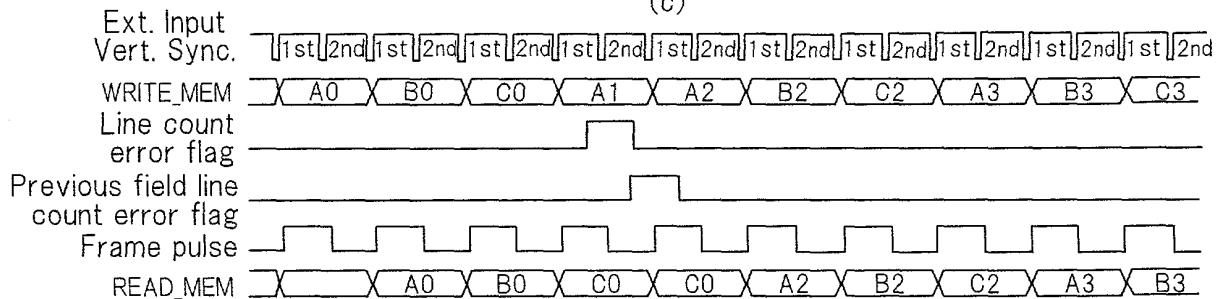 (c)
Ext. Input
Vert. Sync. 1st 2nd 1st 2nd 1st 2nd 1st 2nd 1st 2nd 1st 2nd 1st 2nd 1st 2nd 1st 2nd 1st 2nd
WRITE_MEM A0 B0 C0 A1 A2 B2 C2 A3 B3 C3
Line count
error flag
Previous field line
count error flag
Frame pulse
READ_MEM A0 B0 C0 C0 A2 B2 C2 A3 B3